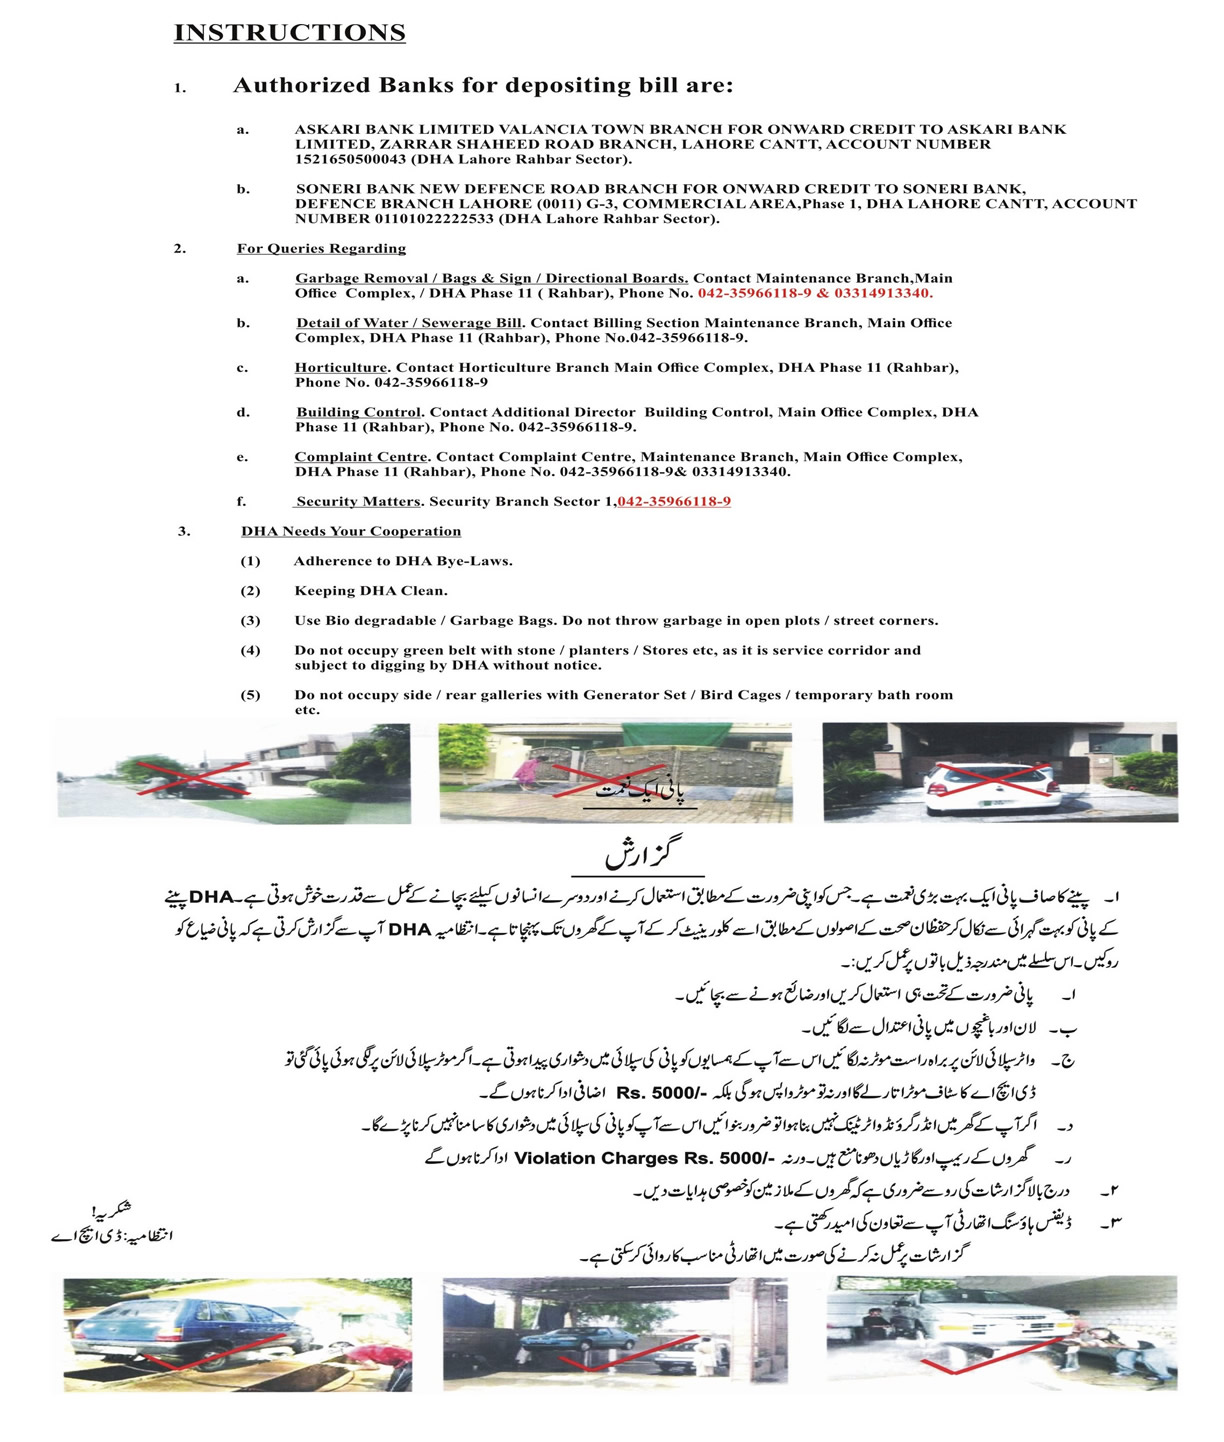 INSTRUCTIONS
1. Authorized Banks for depositing bill are:
a. ASKARI BANK LIMITED VALANCIA TOWN BRANCH FOR ONWARD CREDIT TO ASKARI BANK
LIMITED, ZARRAR SHAHEED ROAD BRANCH, LAHORE CANTT, ACCOUNT NUMBER
1521650500043 (DHA Lahore Rahbar Sector).
b. SONERI BANK NEW DEFENCE ROAD BRANCH FOR ONWARD CREDIT TO SONERI BANK,
DEFENCE BRANCH LAHORE (0011) G-3, COMMERCIAL AREA,Phase 1, DHA LAHORE CANTT, ACCOUNT
NUMBER 01101022222533 (DHA Lahore Rahbar Sector).
2. For Queries Regarding
a. Garbage Removal / Bags & Sign / Directional Boards. Contact Maintenance Branch,Main
Office Complex, / DHA Phase 11 ( Rahbar), Phone No. 042-35966118-9 & 03314913340.
b. Detail of Water / Sewerage Bill. Contact Billing Section Maintenance Branch, Main Office
Complex, DHA Phase 11 (Rahbar), Phone No.042-35966118-9.
c. Horticulture. Contact Horticulture Branch Main Office Complex, DHA Phase 11 (Rahbar),
Phone No. 042-35966118-9
d. Building Control. Contact Additional Director Building Control, Main Office Complex, DHA
Phase 11 (Rahbar), Phone No. 042-35966118-9.
e. Complaint Centre. Contact Complaint Centre, Maintenance Branch, Main Office Complex,
DHA Phase 11 (Rahbar), Phone No. 042-35966118-9& 03314913340.
f. Security Matters. Security Branch Sector 1,042-35966118-9
3. DHA Needs Your Cooperation
(1) Adherence to DHA Bye-Laws.
(2) Keeping DHA Clean.
(3) Use Bio degradable / Garbage Bags. Do not throw garbage in open plots / street corners.
(4) Do not occupy green belt with stone / planters / Stores etc, as it is service corridor and
subject to digging by DHA without notice.
(5) Do not occupy side / rear galleries with Generator Set / Bird Cages / temporary bath room
etc.
پانی ایک نعمت
گزارش
۱۔ پینے کا صاف پانی ایک بہت بڑی نعمت ہے۔ جس کو اپنی ضرورت کے مطابق استعمال کرنے اور دوسرے انسانوں کیلئے بچانے کے عمل سے قدرت خوش ہوتی ہے۔ DHA پینے
کے پانی کو بہت گہرائی سے نکال کر حفظان صحت کے اصولوں کے مطابق اسے کلورینیٹ کر کے آپ کے گھروں تک پہنچاتا ہے۔ انتظامیہ DHA آپ سے گزارش کرتی ہے کہ پانی ضیاع کو
روکیں۔ اس سلسلے میں مندرجہ ذیل باتوں پر عمل کریں:۔
ا۔ پانی ضرورت کے تحت ہی استعمال کریں اور ضائع ہونے سے بچائیں۔
ب۔ لان اور باغیچوں میں پانی اعتدال سے لگائیں۔
ج۔ واٹر سپلائی لائن پر براہ راست موٹر نہ لگائیں اس سے آپ کے ہمسایوں کو پانی کی سپلائی میں دشواری پیدا ہوتی ہے۔ اگر موٹر سپلائی لائن پر لگی ہوئی پائی گئی تو
ڈی ایچ اے کا سٹاف موٹر اتار لے گا اور نہ تو موٹر واپس ہوگی بلکہ Rs. 5000/- اضافی ادا کرنا ہوں گے۔
د۔ اگر آپ کے گھر میں انڈر گرؤنڈ واٹر ٹینک نہیں بنا ہوا تو ضرور بنوائیں اس سے آپ کو پانی کی سپلائی میں دشواری کا سامنا نہیں کرنا پڑے گا۔
ر۔ گھروں کے ریمپ اور گاڑیاں دھونا منع ہیں۔ ورنہ Violation Charges Rs. 5000/- ادا کرنا ہوں گے
۲۔ درج بالا گزارشات کی رو سے ضروری ہے کہ گھروں کے ملازمین کو خصوصی ہدایات دیں۔
۳۔ ڈیفنس ہاؤسنگ اتھارٹی آپ سے تعاون کی امید رکھتی ہے۔
گزارشات پر عمل نہ کرنے کی صورت میں اتھارٹی مناسب کاروائی کر سکتی ہے۔
شکریہ!
انتظامیہ: ڈی ایچ اے